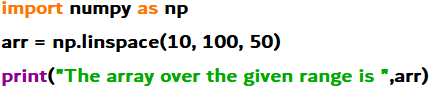 import numpy as np
arr = np.linspace(10, 100, 50)
print("The array over the given range is ",arr)